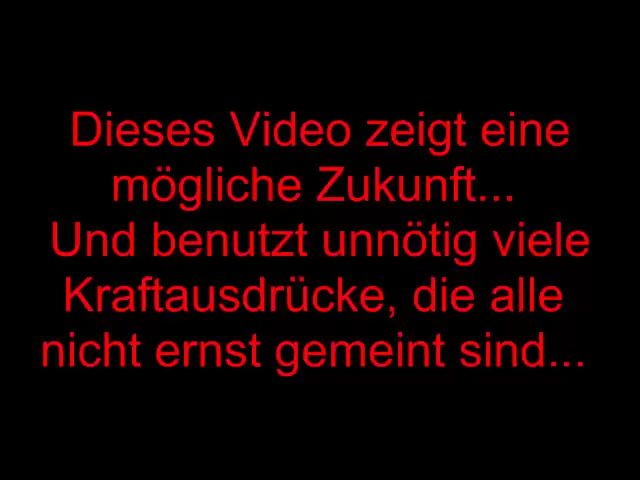 Dieses Video zeigt eine
mögliche Zukunft...
Und benutzt unnötig viele
Kraftausdrücke, die alle
nicht ernst gemeint sind...